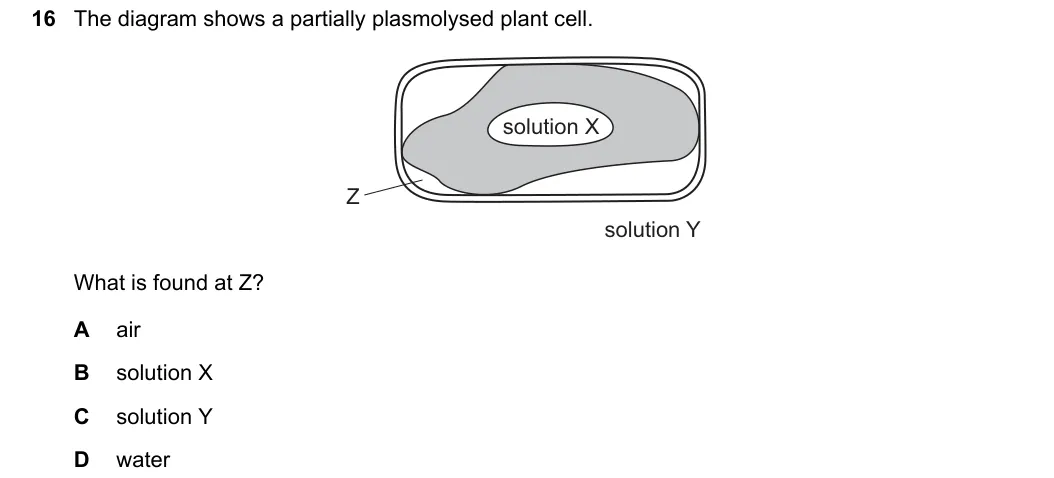 16 The diagram shows a partially plasmolysed plant cell.
solution X
Z
solution Y
What is found at Z?
A air
B solution X
C solution Y
D water